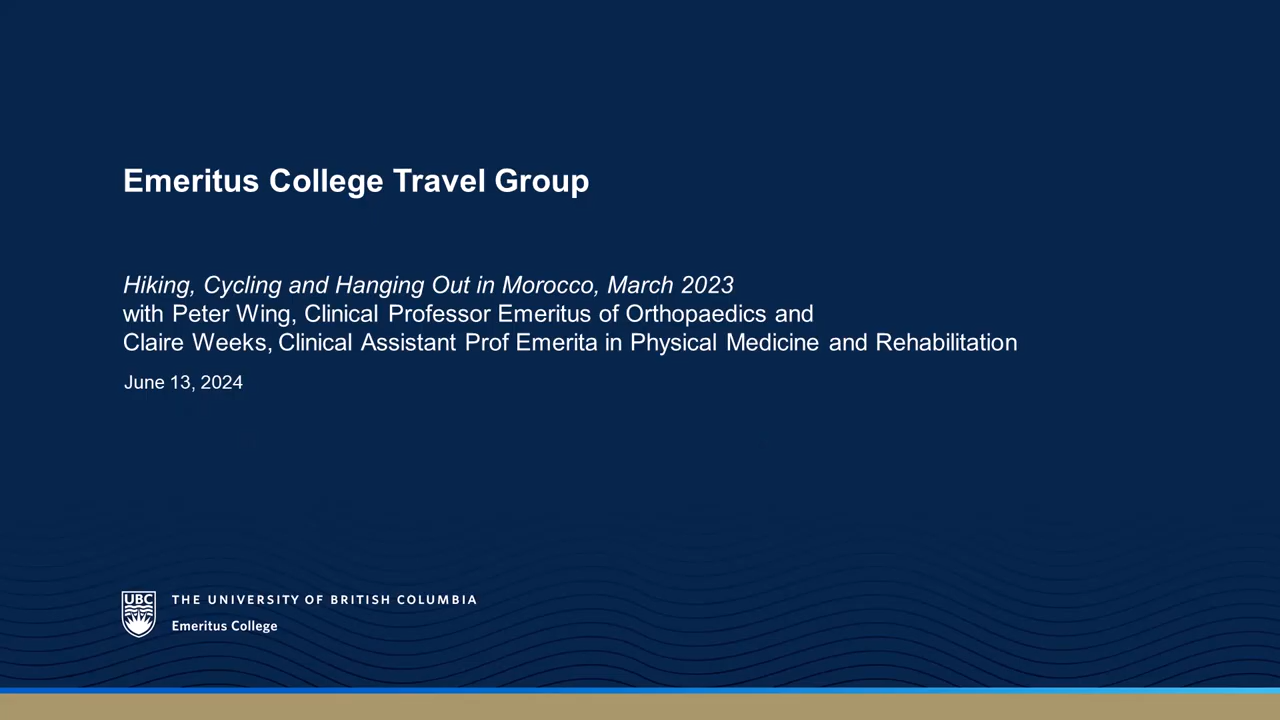 Emeritus College Travel Group
Hiking, Cycling and Hanging Out in Morocco, March 2023
with Peter Wing, Clinical Professor Emeritus of Orthopaedics and
Claire Weeks, Clinical Assistant Prof Emerita in Physical Medicine and Rehabilitation
June 13, 2024
UBC
THE UNIVERSITY OF BRITISH COLUMBIA
Emeritus College